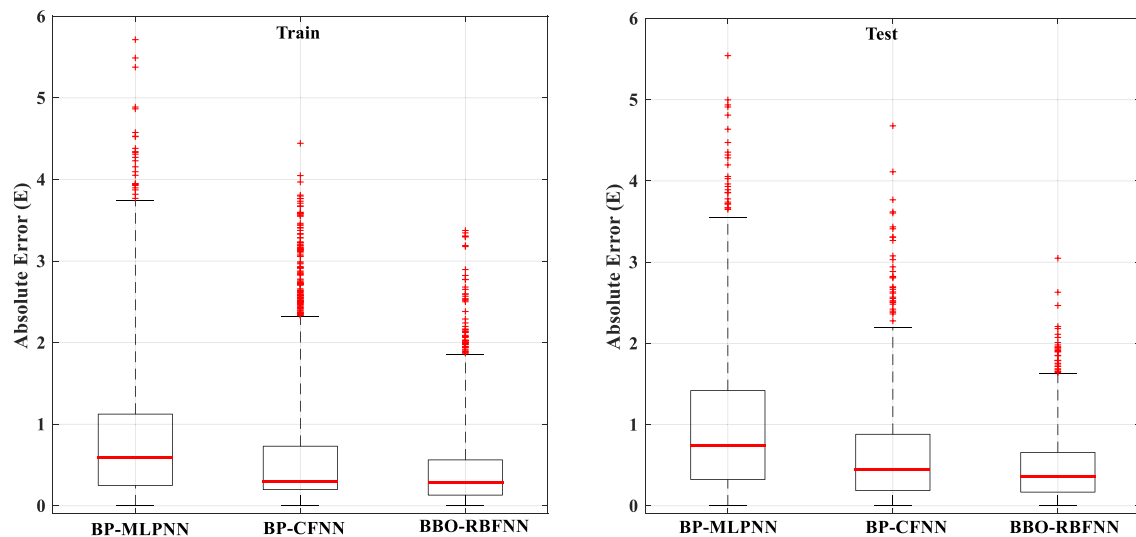 Train
Absolute Error (E)
6
5
4
3
2
1
0
BP-MLPNN
BP-CFNN
BBO-RBFNN
Test
Absolute Error (E)
6
5
4
3
2
1
0
BP-MLPNN
BP-CFNN
BBO-RBFNN